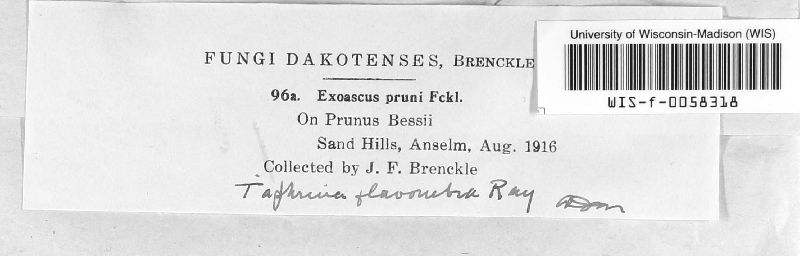 FUNGI DAKOTENSES, BRENCKLE
University of Wisconsin-Madison (WIS)
WIS-f-0058318
96a. Exoascus pruni Fckl.
On Prunus Bessii
Sand Hills, Anselm, Aug. 1916
Collected by J. F. Brenckle
Taphrina flavorubra Ray